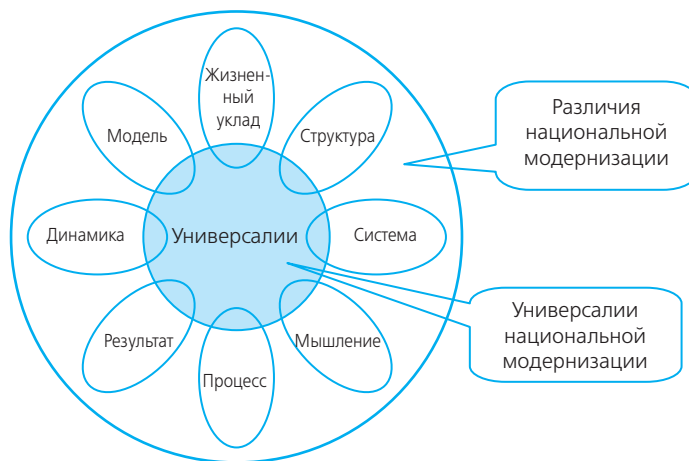 Жизнен-
ный
уклад
Модель
Структура
Различия
национальной
модернизации
Динамика
Универсалии
Система
Результат
Мышление
Процесс
Универсалии
национальной
модернизации